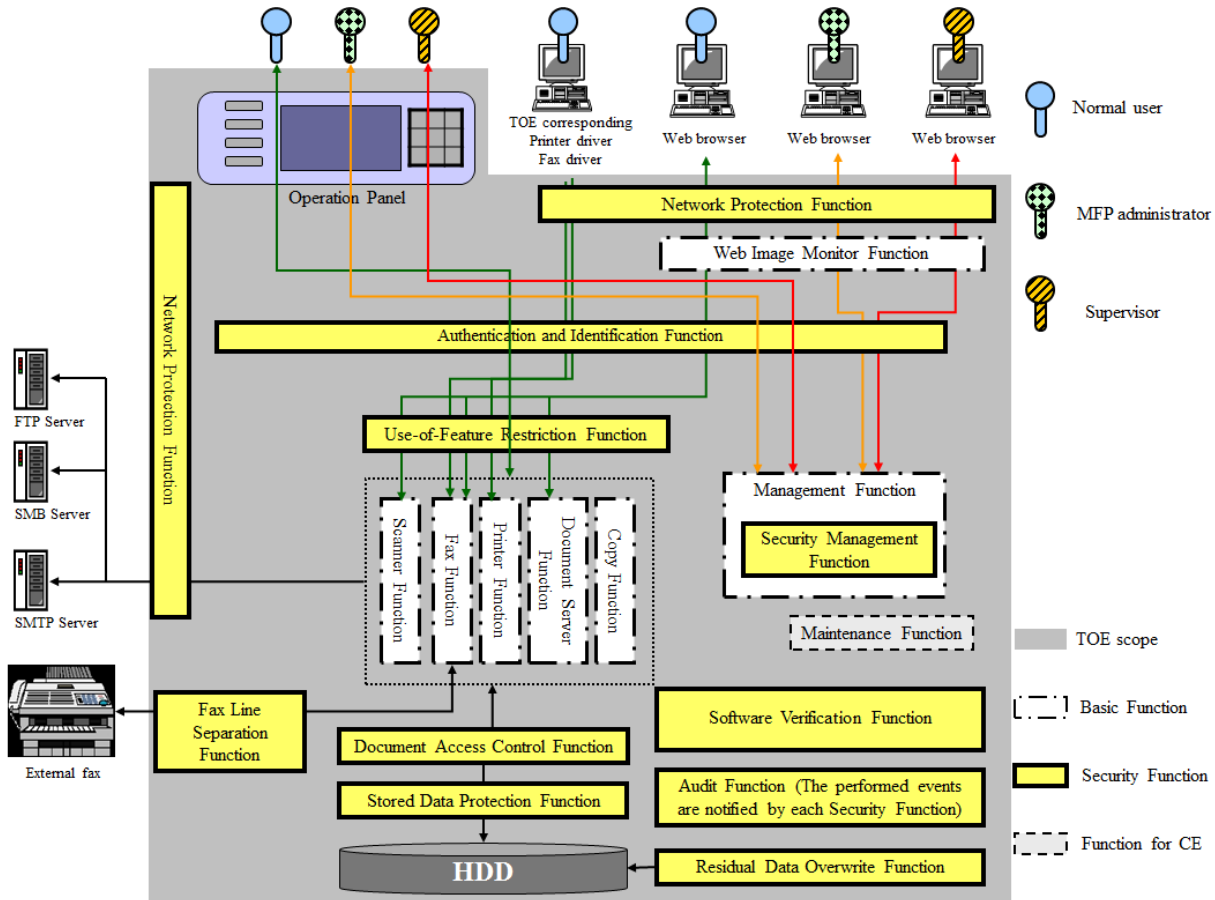 TOE corresponding
Printer driver
Fax driver
Web browser
Web browser
Web browser
Normal user
Operation Panel
Network Protection Function
MFP administrator
Web Image Monitor Function
Network Protection Function
Supervisor
Authentication and Identification Function
FTP Server
Use-of-Feature Restriction Function
SMB Server
Management Function
Security Management
Function
Scanner Function
Fax Function
Printer Function
Document Server
Function
Copy Function
SMTP Server
Maintenance Function
TOE scope
Fax Line
Separation
Function
Software Verification Function
Basic Function
External fax
Document Access Control Function
Stored Data Protection Function
Audit Function (The performed events
are notified by each Security Function)
Security Function
HDD
Residual Data Overwrite Function
Function for CE